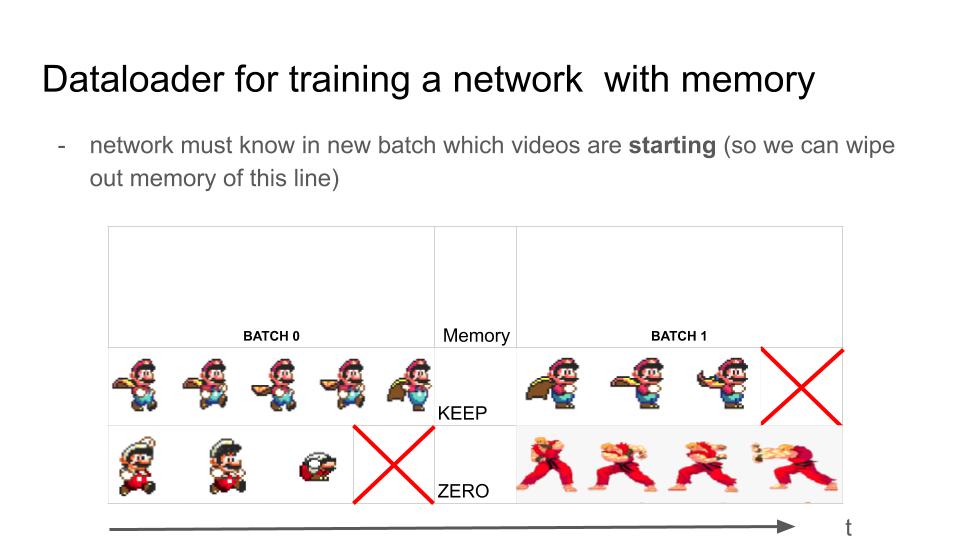 Dataloader for training a network  with memory
- network must know in new batch which videos are starting (so we can wipe
out memory of this line)
BATCH 0
Memory
BATCH 1
KEEP
ZERO
t